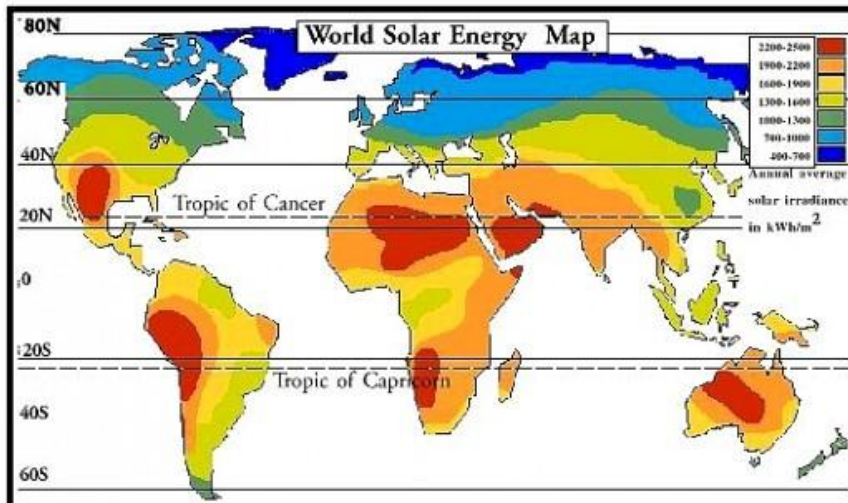 80N
World Solar Energy Map
2200-2500
1900-2200
1600-1900
1300-1600
1000-1300
700-1000
400-700
60N
40N
Annual average
solar irradiance
in kWh/m2
Tropic of Cancer
20N
0
20S
Tropic of Capricorn
40S
60S